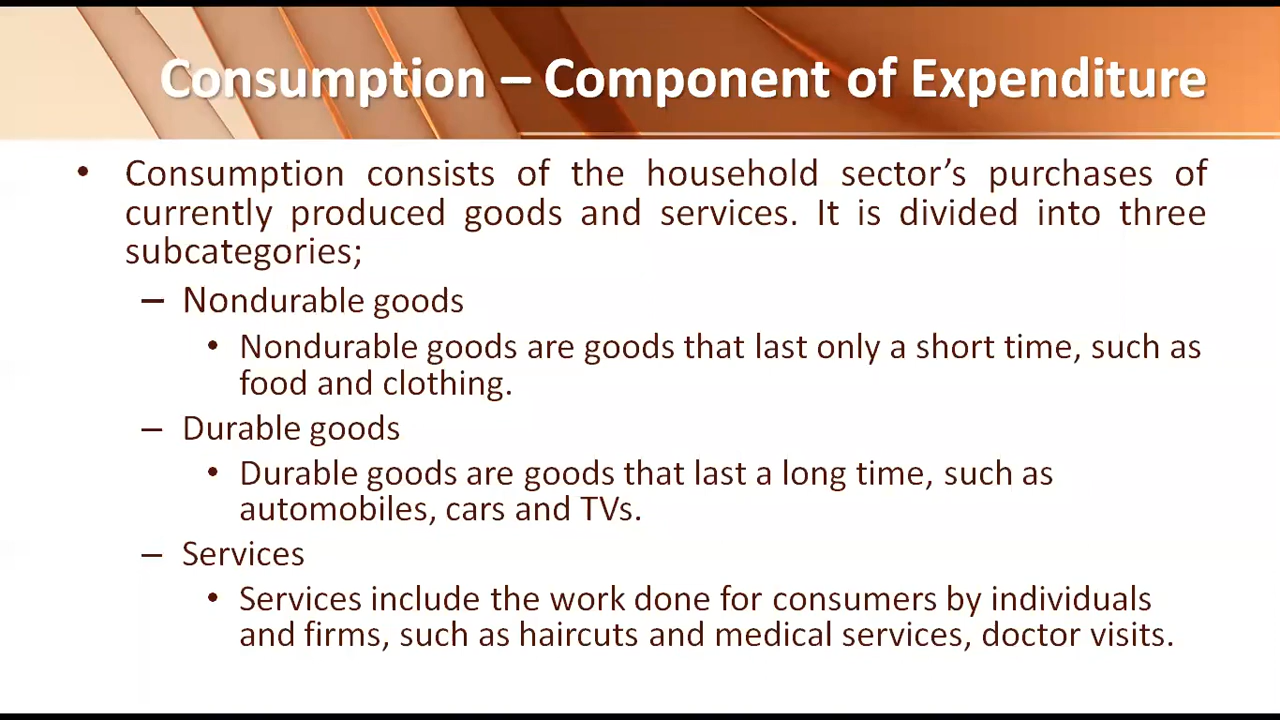 Consumption – Component of Expenditure
• Consumption consists of the household sector’s purchases of
currently produced goods and services. It is divided into three
subcategories;
– Nondurable goods
• Nondurable goods are goods that last only a short time, such as
food and clothing.
– Durable goods
• Durable goods are goods that last a long time, such as
automobiles, cars and TVs.
– Services
• Services include the work done for consumers by individuals
and firms, such as haircuts and medical services, doctor visits.